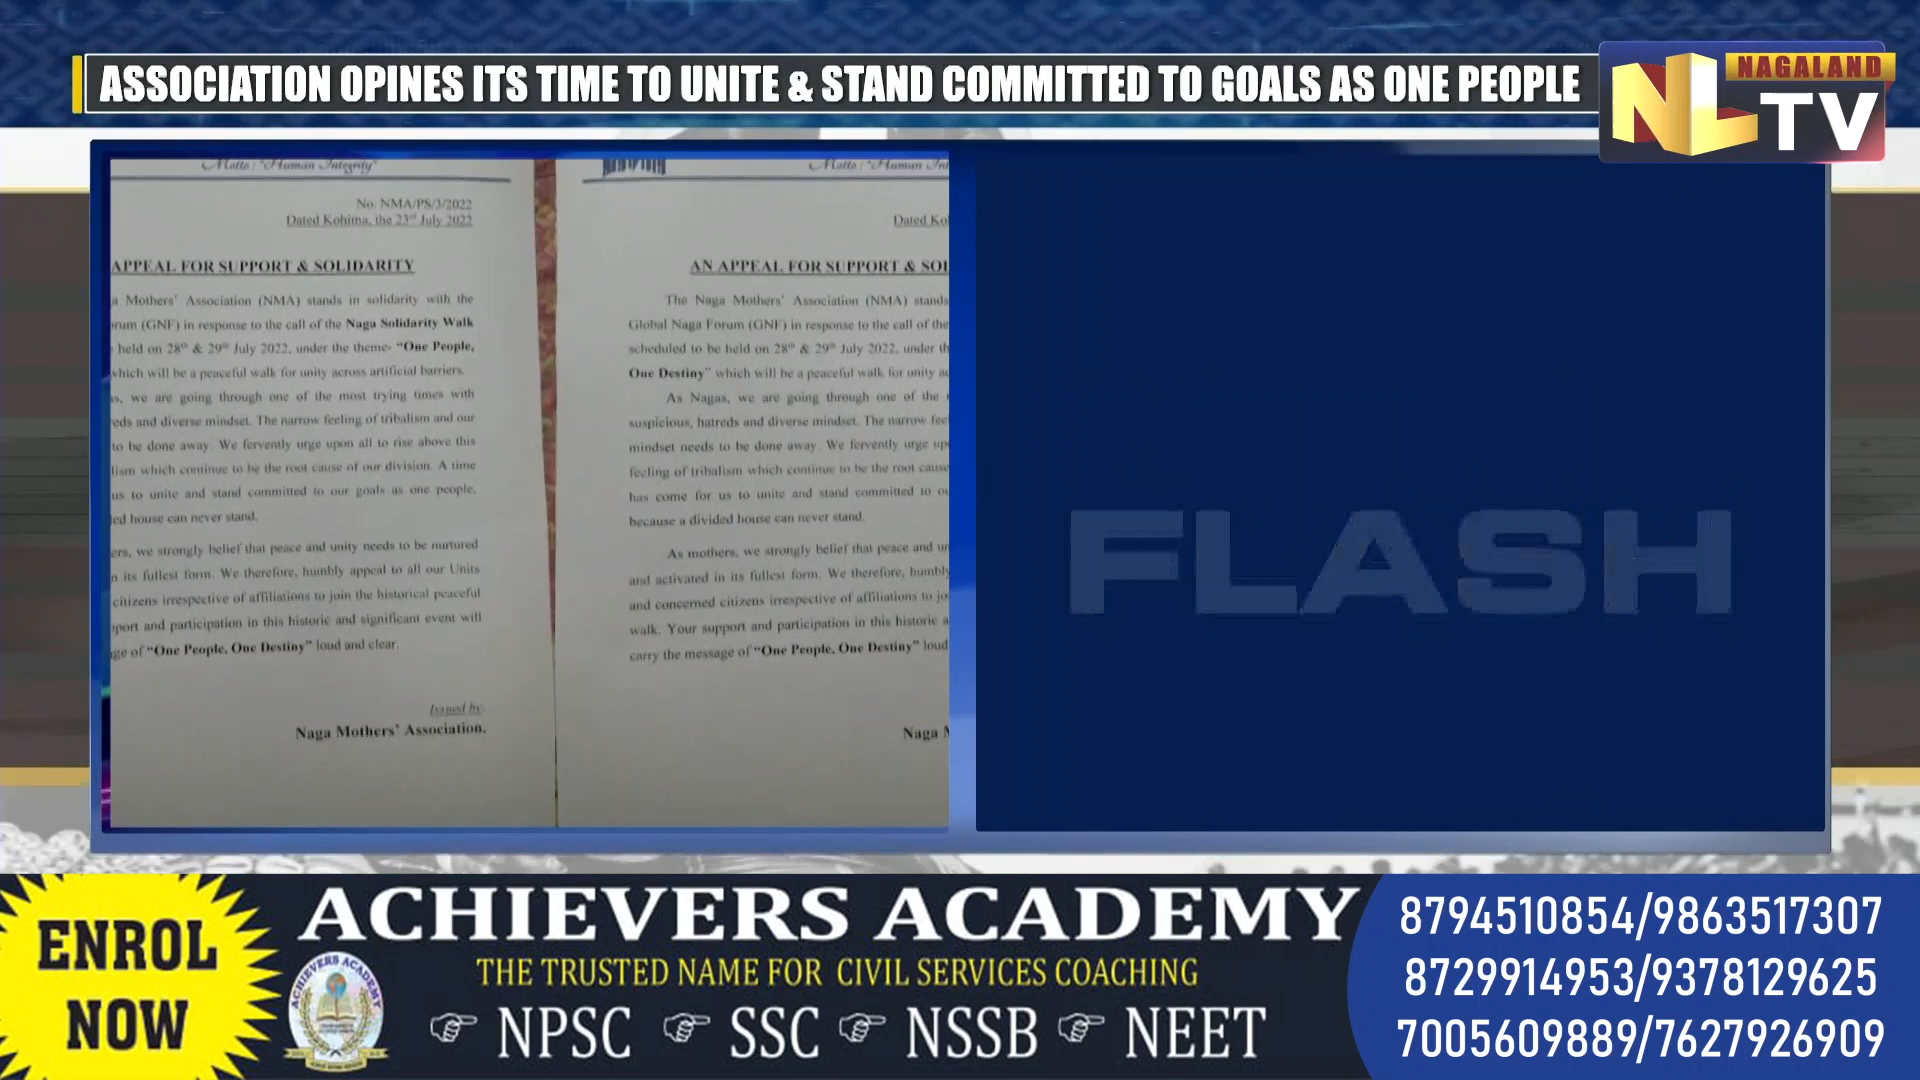 ASSOCIATION OPINES ITS TIME TO UNITE & STAND COMMITTED TO GOALS AS ONE PEOPLE
NL NAGALAND
TV
Motto : "Human Integrity"
No. NMA/PS/3/2022
Dated Kohima, the 23rd July 2022
APPEAL FOR SUPPORT & SOLIDARITY
a Mothers' Association (NMA) stands in solidarity with the
rum (GNF) in response to the call of the Naga Solidarity Walk
held on 28th & 29th July 2022, under the theme- "One People,
which will be a peaceful walk for unity across artificial barriers.
s, we are going through one of the most trying times with
eds and diverse mindset. The narrow feeling of tribalism and our
to be done away. We fervently urge upon all to rise above this
lism which continue to be the root cause of our division. A time
us to unite and stand committed to our goals as one people,
ed house can never stand.
ers, we strongly belief that peace and unity needs to be nurtured
n its fullest form. We therefore, humbly appeal to all our Units
citizens irrespective of affiliations to join the historical peaceful
port and participation in this historic and significant event will
ge of "One People, One Destiny" loud and clear.
Issued by:
Naga Mothers' Association.
Motto : "Human Int
Dated Ko
AN APPEAL FOR SUPPORT & SOL
The Naga Mothers' Association (NMA) stands
Global Naga Forum (GNF) in response to the call of the
scheduled to be held on 28th & 29th July 2022, under th
One Destiny" which will be a peaceful walk for unity ac
As Nagas, we are going through one of the
suspicious, hatreds and diverse mindset. The narrow fee
mindset needs to be done away. We fervently urge up
feeling of tribalism which continue to be the root cause
has come for us to unite and stand committed to ou
because a divided house can never stand.
As mothers, we strongly belief that peace and un
and activated in its fullest form. We therefore, humbly
and concerned citizens irrespective of affiliations to jo
walk. Your support and participation in this historic a
carry the message of "One People, One Destiny" loud
Naga M
FLASH
ENROL
NOW
ACHIEVERS ACADEMY
ACHIEVERS ACADEMY
THE TRUSTED NAME FOR CIVIL SERVICES COACHING
NPSC SSC NSSB NEET
8794510854/9863517307
8729914953/9378129625
7005609889/7627926909